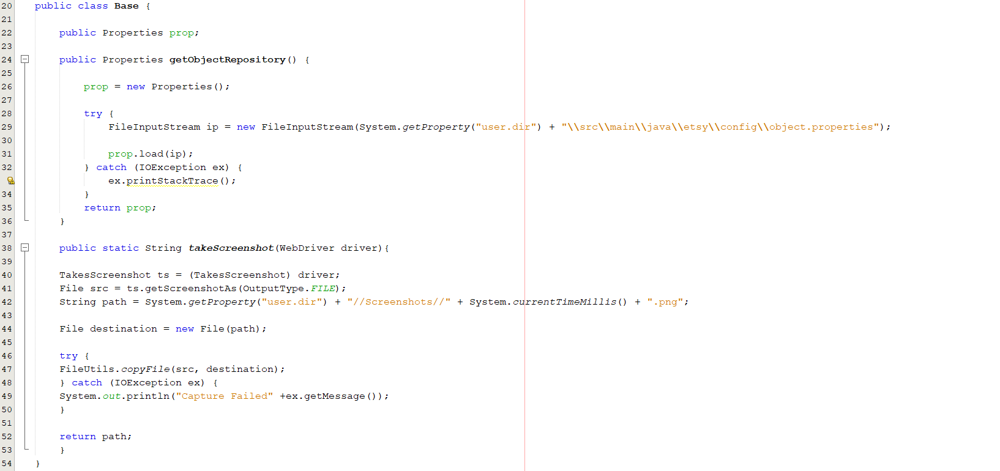 20 public class Base {
21
22 public Properties prop;
23
24 public Properties getObjectRepository() {
25
26 prop = new Properties();
27
28 try {
29 FileInputStream ip = new FileInputStream(System.getProperty("user.dir") + "\\src\\main\\java\\etsy\\config\\object.properties");
30
31 prop.load(ip);
32 } catch (IOException ex) {
ex.printStackTrace();
34 }
35 return prop;
36 }
37
38 public static String takeScreenshot(WebDriver driver){
39
40 TakesScreenshot ts = (TakesScreenshot) driver;
41 File src = ts.getScreenshotAs(OutputType.FILE);
42 String path = System.getProperty("user.dir") + "//Screenshots//" + System.currentTimeMillis() + ".png";
43
44 File destination = new File(path);
45
46 try {
47 FileUtils.copyFile(src, destination);
48 } catch (IOException ex) {
49 System.out.println("Capture Failed" +ex.getMessage());
50 }
51
52 return path;
53 }
54 }